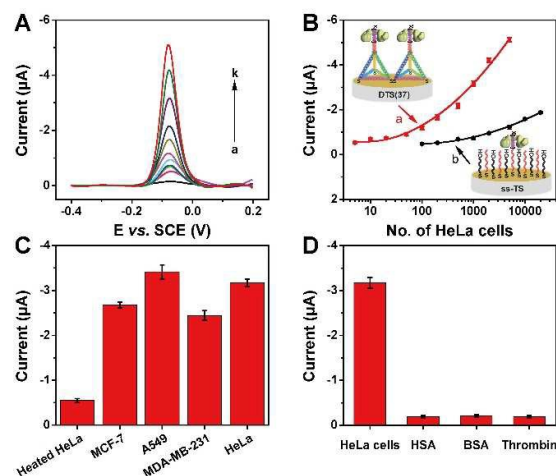 A
-6
-5
-4
-3
-2
-1
0
Current (µA)
k
a
-0.4
-0.2
0.0
0.2
E vs. SCE (V)
B
-6
-4
-2
0
-2
Current (µA)
DTS(37)
a
b
ss-TS
10
100
1000
10000
No. of HeLa cells
C
-4
-3
-2
-1
0
Current (µA)
Heated HeLa
MCF-7
A549
MDA-MB-231
HeLa
D
-4
-3
-2
-1
0
Current (µA)
HeLa cells
HSA
BSA
Thrombin